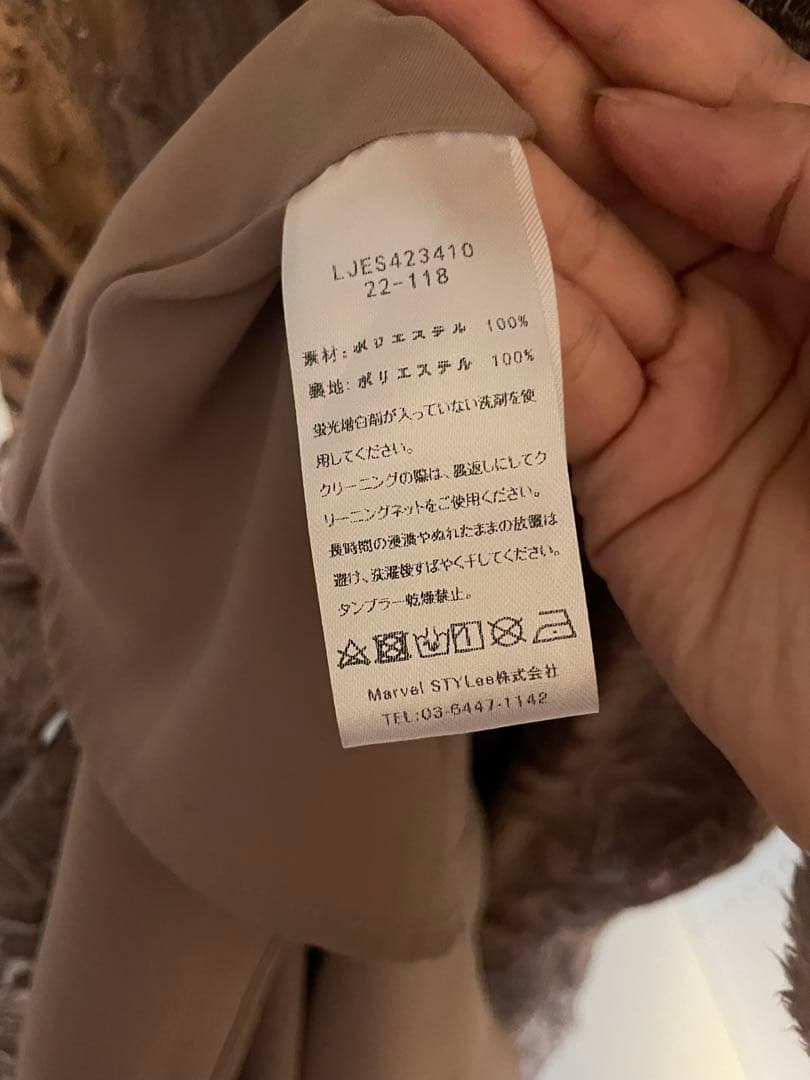 LJES423410
22-118
素材: ポリエステル 100%
裏地: ポリエステル 100%
蛍光増白剤が入っていない洗剤を使
用してください。
クリーニングの際は、裏返しにしてク
リーニングネットをご使用ください。
長時間の浸漬やぬれたままの放置は
避け、洗濯後すばやく干してください。
タンブラー乾燥禁止。
Marvel STYLee株式会社
TEL:03-6447-1142